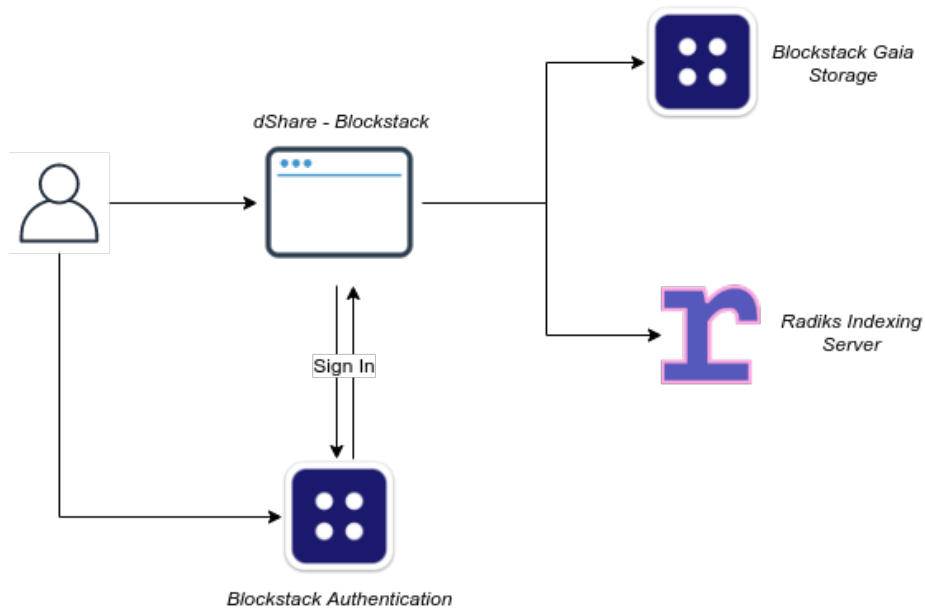 Blockstack Gaia
Storage
dShare - Blockstack
Radiks Indexing
Server
Sign In
Blockstack Authentication
r